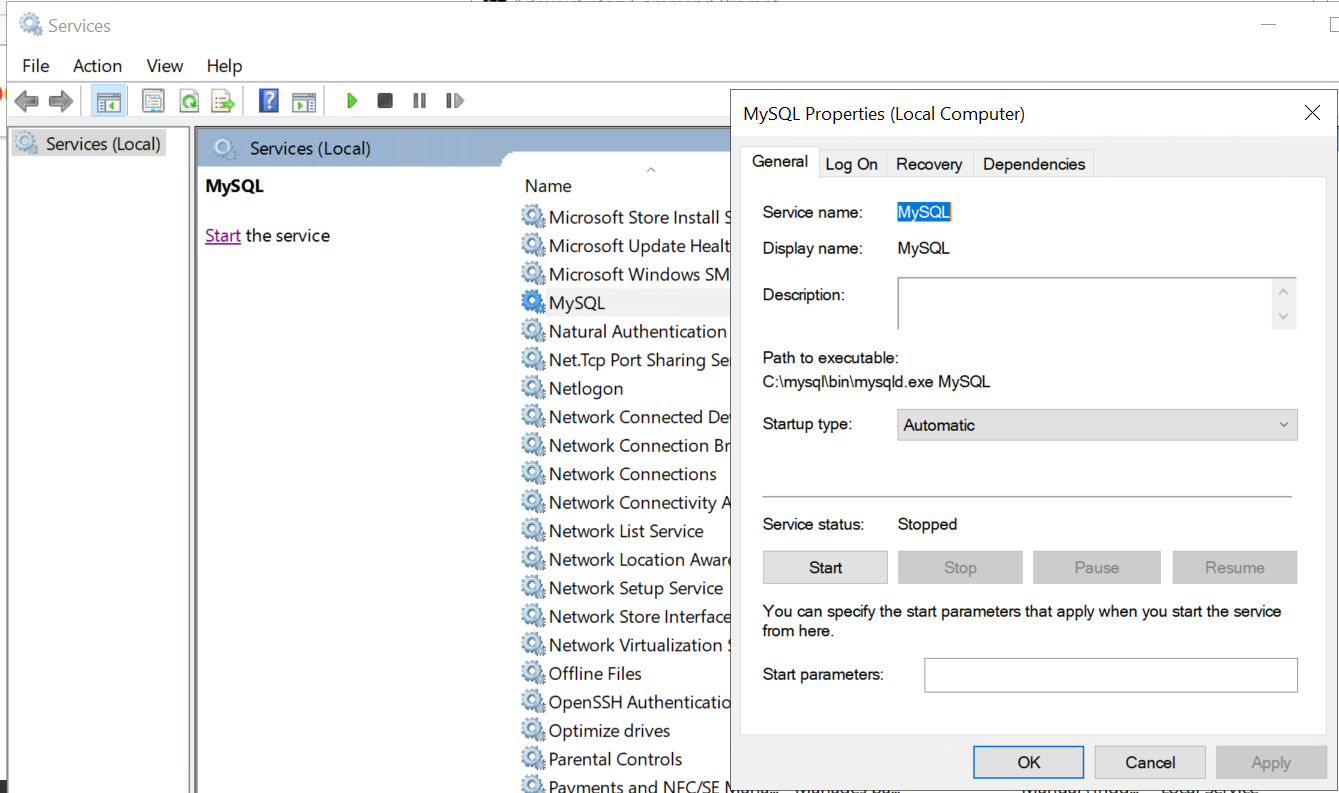 Services
File Action View Help
Services (Local)
Services (Local)
MySQL
Start the service
Name
Microsoft Store Install S
Microsoft Update Healt
Microsoft Windows SM
MySQL
Natural Authentication
Net.Tcp Port Sharing Se
Netlogon
Network Connected De
Network Connection Br
Network Connections
Network Connectivity A
Network List Service
Network Location Aware
Network Setup Service
Network Store Interface
Network Virtualization S
Offline Files
OpenSSH Authenticatio
Optimize drives
Parental Controls
Payments and NFC/SE Mana...
MySQL Properties (Local Computer)
General Log On Recovery Dependencies
Service name: MySQL
Display name: MySQL
Description:
Path to executable:
C:\mysql\bin\mysqld.exe MySQL
Startup type: Automatic
Service status: Stopped
Start Stop Pause Resume
You can specify the start parameters that apply when you start the service
from here.
Start parameters:
OK Cancel Apply